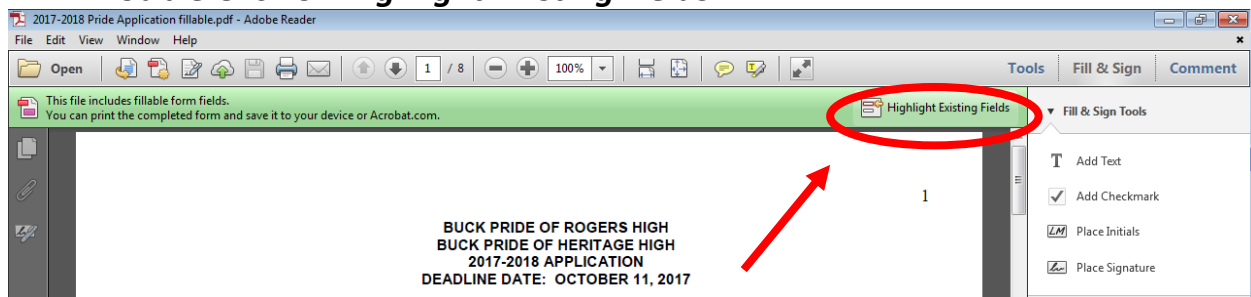 2017-2018 Pride Application fillable.pdf - Adobe Reader
File Edit View Window Help
Open 1 / 8 100% Tools Fill & Sign Comment
This file includes fillable form fields.
You can print the completed form and save it to your device or Acrobat.com.
Highlight Existing Fields
Fill & Sign Tools
T Add Text
Add Checkmark
LM Place Initials
Place Signature
1
BUCK PRIDE OF ROGERS HIGH
BUCK PRIDE OF HERITAGE HIGH
2017-2018 APPLICATION
DEADLINE DATE: OCTOBER 11, 2017